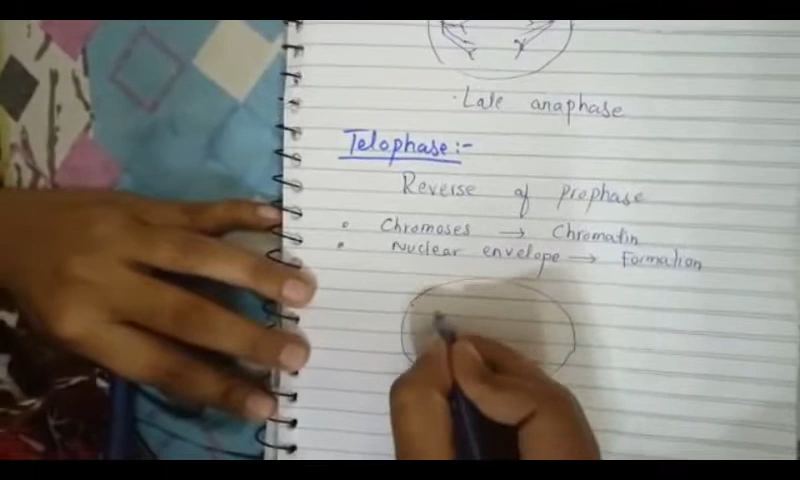 ·Late anaphase
Telophase:-
Reverse of prophase
• Chromoses → Chromatin
• Nuclear envelope → Formation